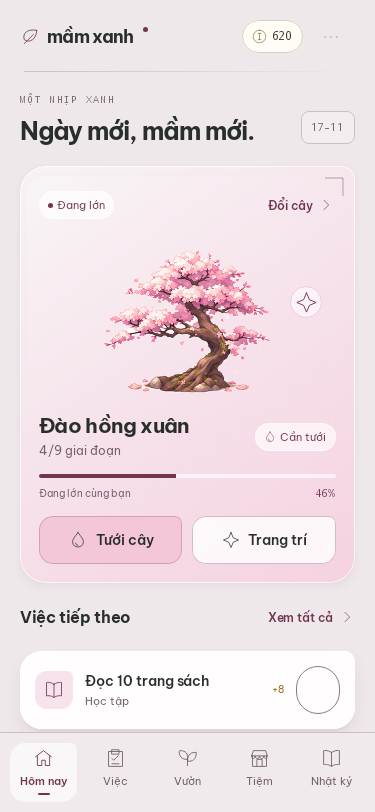 mầm xanh
620
...
MỘT NHỊP XANH
Ngày mới, mầm mới.
17–11
Đang lớn
Đổi cây
Đào hồng xuân
4/9 giai đoạn
Cần tưới
Đang lớn cùng bạn
46%
Tưới cây
Trang trí
Việc tiếp theo
Xem tất cả
Đọc 10 trang sách
Học tập
+8
Hôm nay
Việc
Vườn
Tiệm
Nhật ký